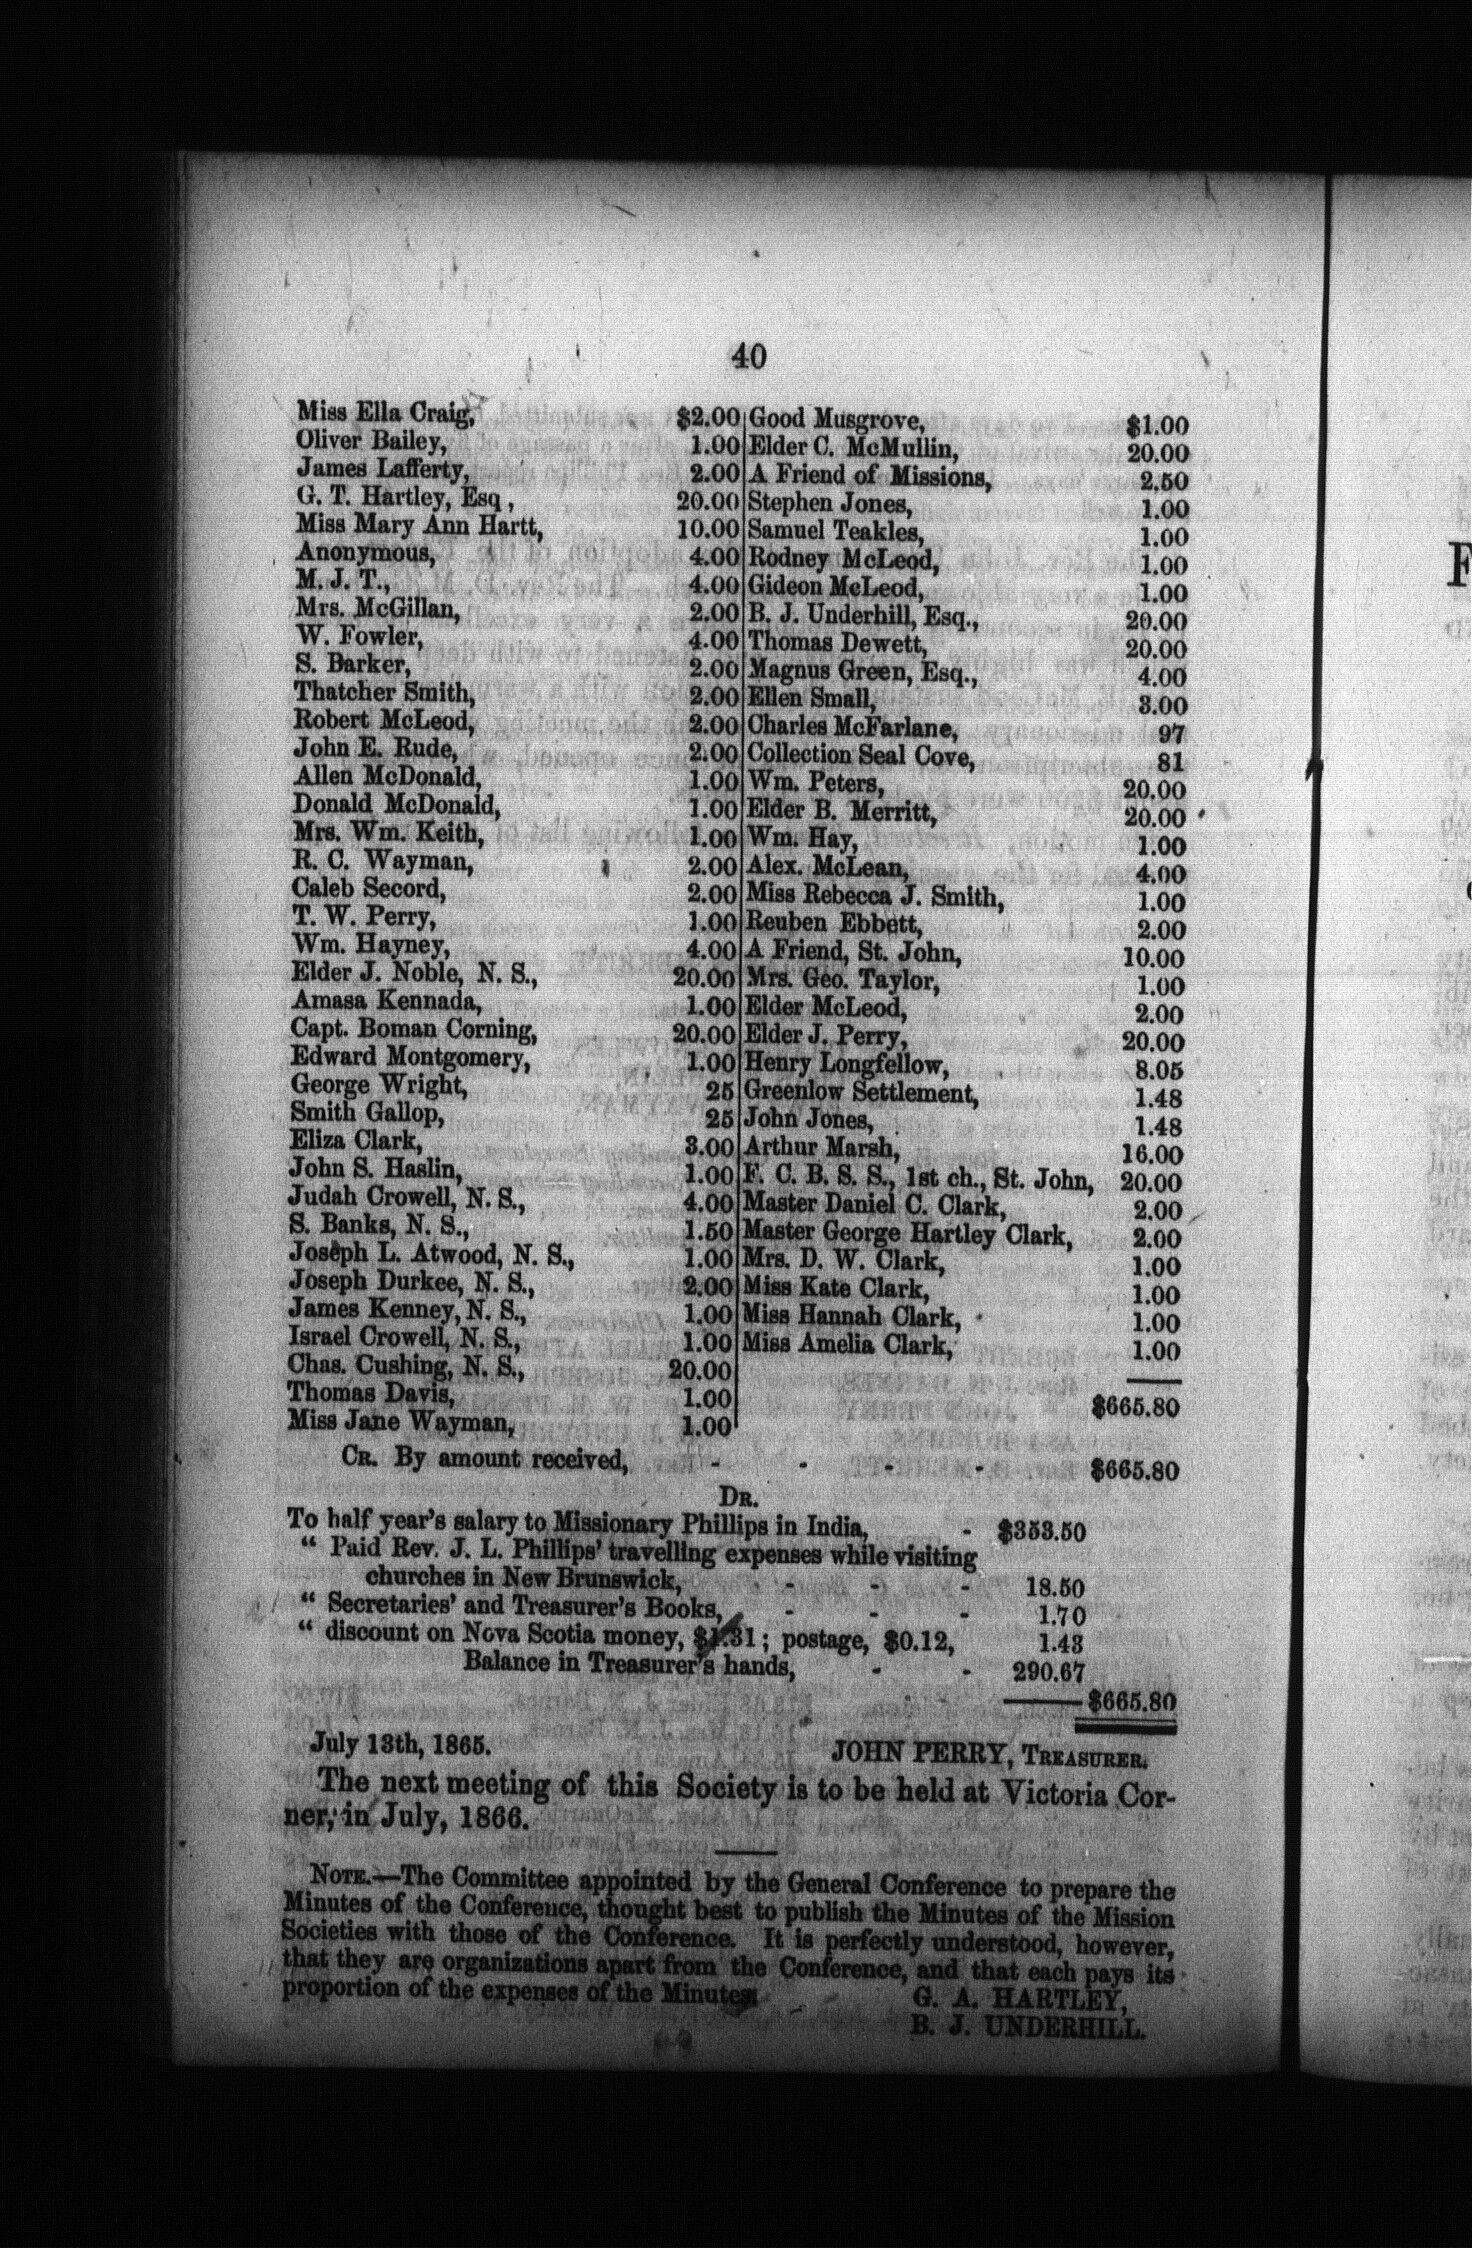 40
Miss Ella Craig, $2.00
Oliver Bailey, 1.00
James Lafferty, 2.00
G. T. Hartley, Esq , 20.00
Miss Mary Ann Hartt, 10.00
Anonymous, 4.00
M. J. T., 4.00
Mrs. McGillan, 2.00
W. Fowler, 4.00
S. Barker, 2.00
Thatcher Smith, 2.00
Robert McLeod, 2.00
John E. Rude, 2.00
Allen McDonald, 1.00
Donald McDonald, 1.00
Mrs. Wm. Keith, 1.00
R. C. Wayman, 2.00
Caleb Secord, 2.00
T. W. Perry, 1.00
Wm. Hayney, 4.00
Elder J. Noble, N. S., 20.00
Amasa Kennada, 1.00
Capt. Boman Corning, 20.00
Edward Montgomery, 1.00
George Wright, 25
Smith Gallop, 25
Eliza Clark, 3.00
John S. Haslin, 1.00
Judah Crowell, N. S., 4.00
S. Banks, N. S., 1.50
Joseph L. Atwood, N. S., 1.00
Joseph Durkee, N. S., 2.00
James Kenney, N. S., 1.00
Israel Crowell, N. S., 1.00
Chas. Cushing, N. S., 20.00
Thomas Davis, 1.00
Miss Jane Wayman, 1.00
Good Musgrove, $1.00
Elder C. McMullin, 20.00
A Friend of Missions, 2.50
Stephen Jones, 1.00
Samuel Teakles, 1.00
Rodney McLeod, 1.00
Gideon McLeod, 1.00
B. J. Underhill, Esq., 20.00
Thomas Dewett, 20.00
Magnus Green, Esq., 4.00
Ellen Small, 3.00
Charles McFarlane, 97
Collection Seal Cove, 81
Wm. Peters, 20.00
Elder B. Merritt, 20.00
Wm. Hay, 1.00
Alex. McLean, 4.00
Miss Rebecca J. Smith, 1.00
Reuben Ebbett, 2.00
A Friend, St. John, 10.00
Mrs. Geo. Taylor, 1.00
Elder McLeod, 2.00
Elder J. Perry, 20.00
Henry Longfellow, 8.05
Greenlow Settlement, 1.48
John Jones, 1.48
Arthur Marsh, 16.00
F. C. B. S. S., 1st ch., St. John, 20.00
Master Daniel C. Clark, 2.00
Master George Hartley Clark, 2.00
Mrs. D. W. Clark, 1.00
Miss Kate Clark, 1.00
Miss Hannah Clark, 1.00
Miss Amelia Clark, 1.00
$665.80
CR. By amount received, - - - - $665.80
DR.
To half year's salary to Missionary Phillips in India, - $353.50
“ Paid Rev. J. L. Phillips' travelling expenses while visiting
churches in New Brunswick, - - - 18.50
“ Secretaries' and Treasurer's Books, - - - 1.70
“ discount on Nova Scotia money, $1.31; postage, $0.12, 1.43
Balance in Treasurer's hands, - - 290.67
$665.80
July 13th, 1865. JOHN PERRY, TREASURER.
The next meeting of this Society is to be held at Victoria Cor-
ner, in July, 1866.
NOTE.—The Committee appointed by the General Conference to prepare the
Minutes of the Conference, thought best to publish the Minutes of the Mission
Societies with those of the Conference. It is perfectly understood, however,
that they are organizations apart from the Conference, and that each pays its
proportion of the expenses of the Minutes.
G. A. HARTLEY,
B. J. UNDERHILL.